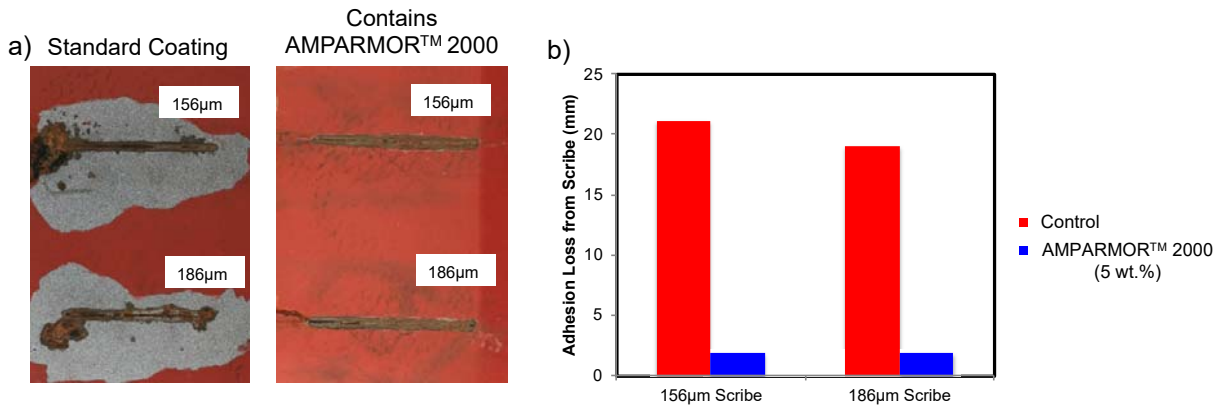 a)
Standard Coating
Contains
AMPARMOR™ 2000
156µm
186µm
156µm
186µm
b)
Adhesion Loss from Scribe (mm)
25
20
15
10
5
0
156µm Scribe
186µm Scribe
Control
AMPARMOR™ 2000
(5 wt.%)